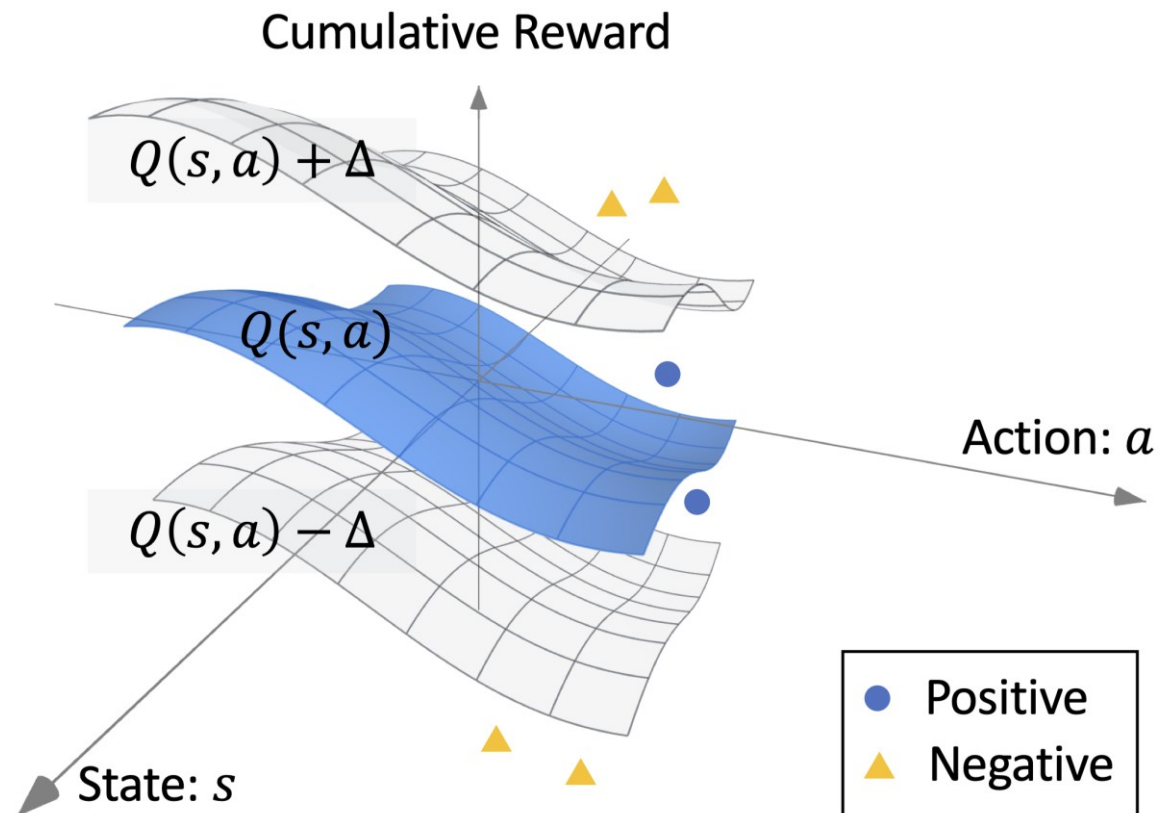 Cumulative Reward
Q(s, a) + Δ
Q(s, a)
Action: a
Q(s, a) − Δ
State: s
Positive
Negative